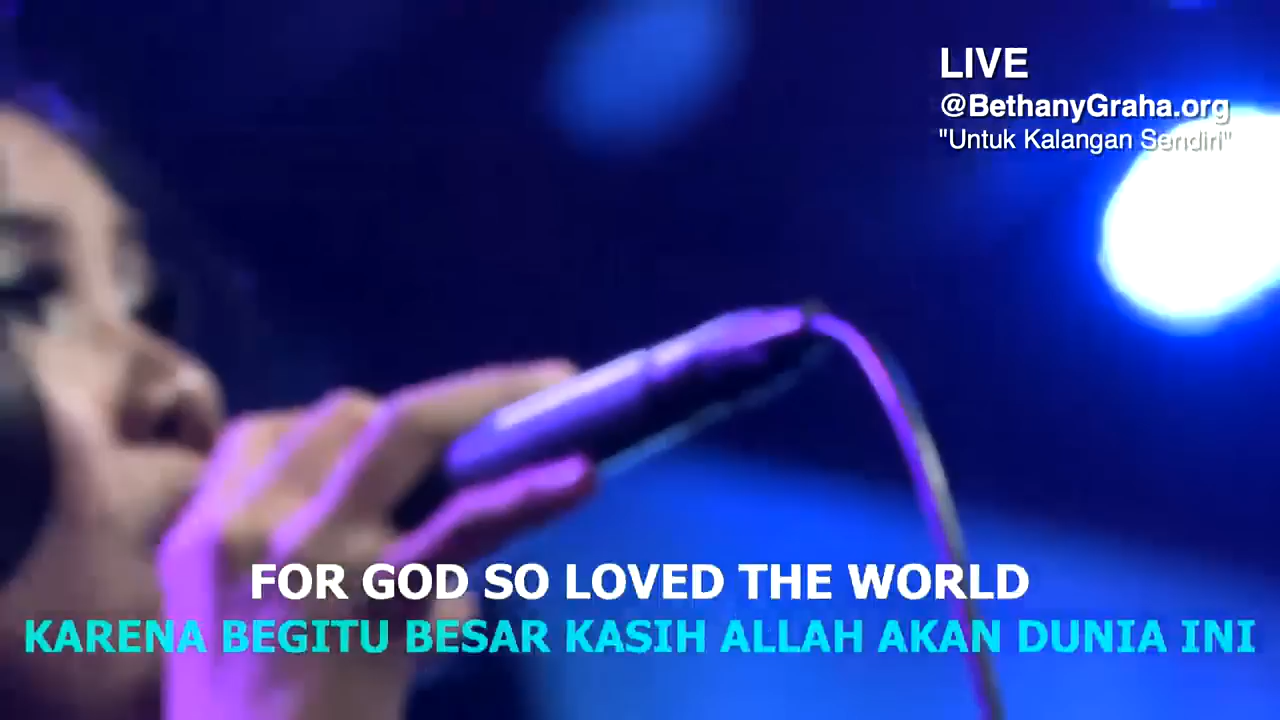 LIVE
@BethanyGraha.org
"Untuk Kalangan Sendiri"
FOR GOD SO LOVED THE WORLD
KARENA BEGITU BESAR KASIH ALLAH AKAN DUNIA INI